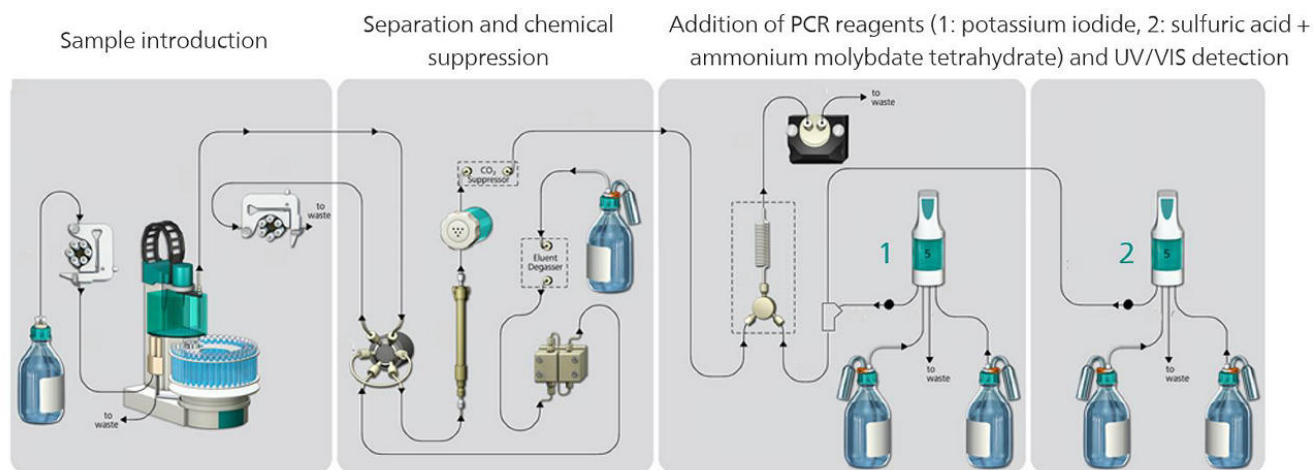 Sample introduction
Separation and chemical
suppression
Addition of PCR reagents (1: potassium iodide, 2: sulfuric acid +
ammonium molybdate tetrahydrate) and UV/VIS detection
to
waste
to
waste
CO₂
Suppressor
Eluent
Degasser
to
waste
1
5
to
waste
2
5
to
waste